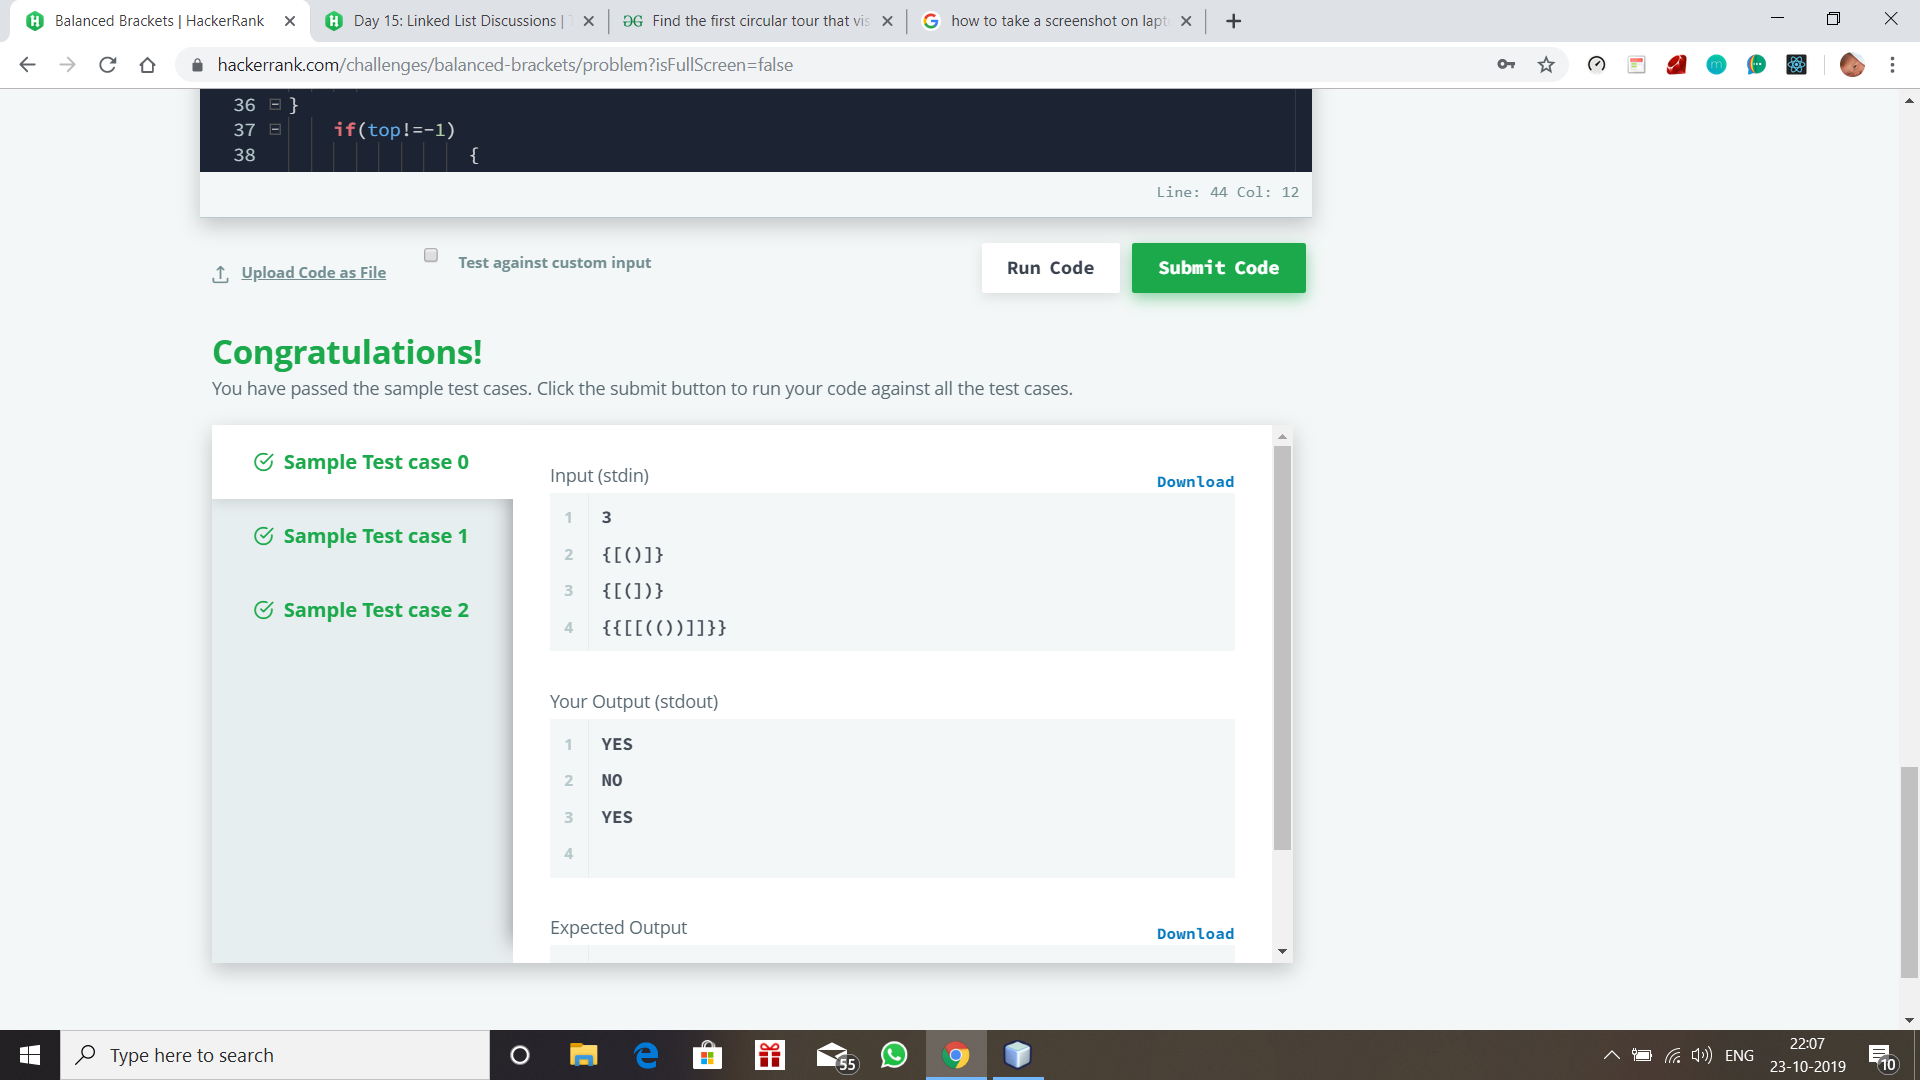 Balanced Brackets | HackerRank
Day 15: Linked List Discussions |
Find the first circular tour that vis
how to take a screenshot on lapt
hackerrank.com/challenges/balanced-brackets/problem?isFullScreen=false
36 }
37 if(top!=-1)
38 {
Line: 44 Col: 12
Upload Code as File
Test against custom input
Run Code
Submit Code
Congratulations!
You have passed the sample test cases. Click the submit button to run your code against all the test cases.
Sample Test case 0
Sample Test case 1
Sample Test case 2
Input (stdin)
Download
1 3
2 {[()]}
3 {[(])}
4 {{[[(())]]}}
Your Output (stdout)
1 YES
2 NO
3 YES
4
Expected Output
Download
Type here to search
55
ENG
22:07
23-10-2019
10